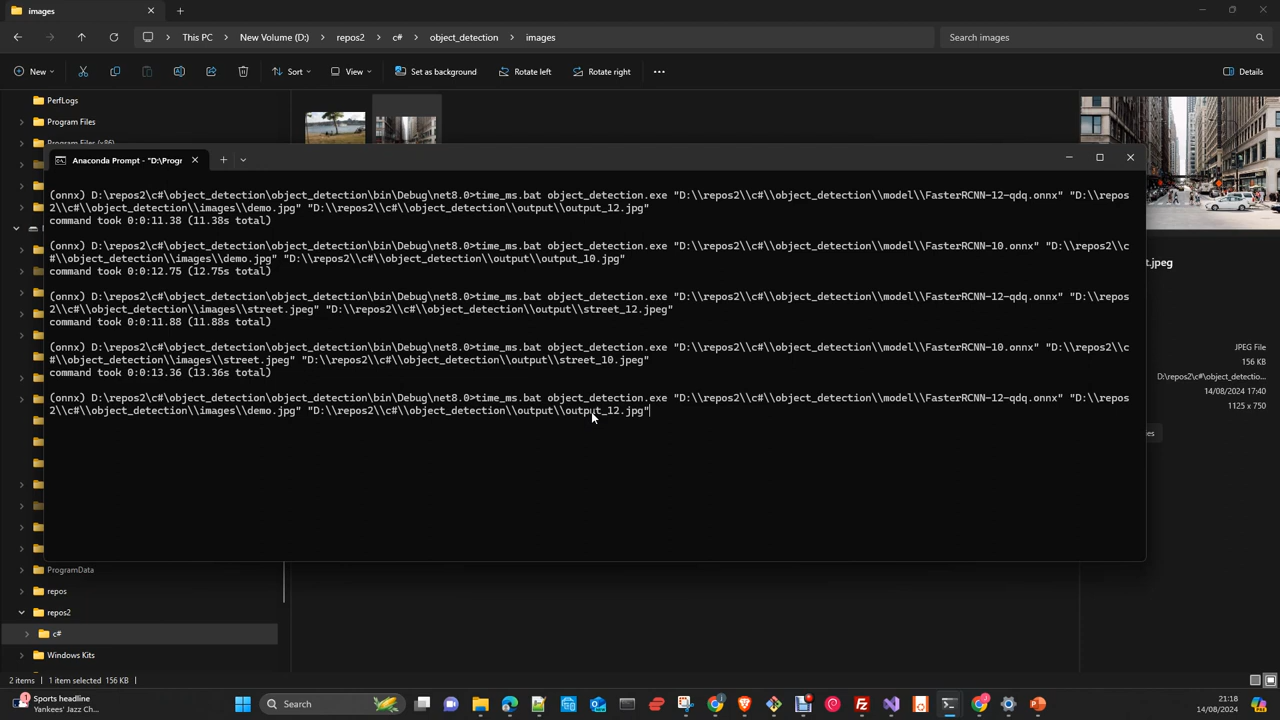 images
This PC
New Volume (D:)
repos2
c#
object_detection
images
Search images
New
Sort
View
Set as background
Rotate left
Rotate right
Details
PerfLogs
Program Files
Program Files (x86)
Anaconda Prompt - "D:\Progr
(onnx) D:\repos2\c#\object_detection\object_detection\bin\Debug\net8.0>time_ms.bat object_detection.exe "D:\\repos2\\c#\\object_detection\\model\\FasterRCNN-12-qdq.onnx" "D:\\repos
2\\c#\\object_detection\\images\\demo.jpg" "D:\\repos2\\c#\\object_detection\\output\\output_12.jpg"
command took 0:0:11.38 (11.38s total)
(onnx) D:\repos2\c#\object_detection\object_detection\bin\Debug\net8.0>time_ms.bat object_detection.exe "D:\\repos2\\c#\\object_detection\\model\\FasterRCNN-10.onnx" "D:\\repos2\\c
#\\object_detection\\images\\demo.jpg" "D:\\repos2\\c#\\object_detection\\output\\output_10.jpg"
command took 0:0:12.75 (12.75s total)
(onnx) D:\repos2\c#\object_detection\object_detection\bin\Debug\net8.0>time_ms.bat object_detection.exe "D:\\repos2\\c#\\object_detection\\model\\FasterRCNN-12-qdq.onnx" "D:\\repos
2\\c#\\object_detection\\images\\street.jpeg" "D:\\repos2\\c#\\object_detection\\output\\street_12.jpeg"
command took 0:0:11.88 (11.88s total)
(onnx) D:\repos2\c#\object_detection\object_detection\bin\Debug\net8.0>time_ms.bat object_detection.exe "D:\\repos2\\c#\\object_detection\\model\\FasterRCNN-10.onnx" "D:\\repos2\\c
#\\object_detection\\images\\street.jpeg" "D:\\repos2\\c#\\object_detection\\output\\street_10.jpeg"
command took 0:0:13.36 (13.36s total)
(onnx) D:\repos2\c#\object_detection\object_detection\bin\Debug\net8.0>time_ms.bat object_detection.exe "D:\\repos2\\c#\\object_detection\\model\\FasterRCNN-12-qdq.onnx" "D:\\repos
2\\c#\\object_detection\\images\\demo.jpg" "D:\\repos2\\c#\\object_detection\\output\\output_12.jpg"
t.jpeg
JPEG File
156 KB
D:\repos2\c#\object_detectio...
14/08/2024 17:40
1125 x 750
es
ProgramData
repos
repos2
c#
Windows Kits
2 items
1 item selected 156 KB
1
Sports headline
Yankees' Jazz Ch...
Search
21:18
14/08/2024